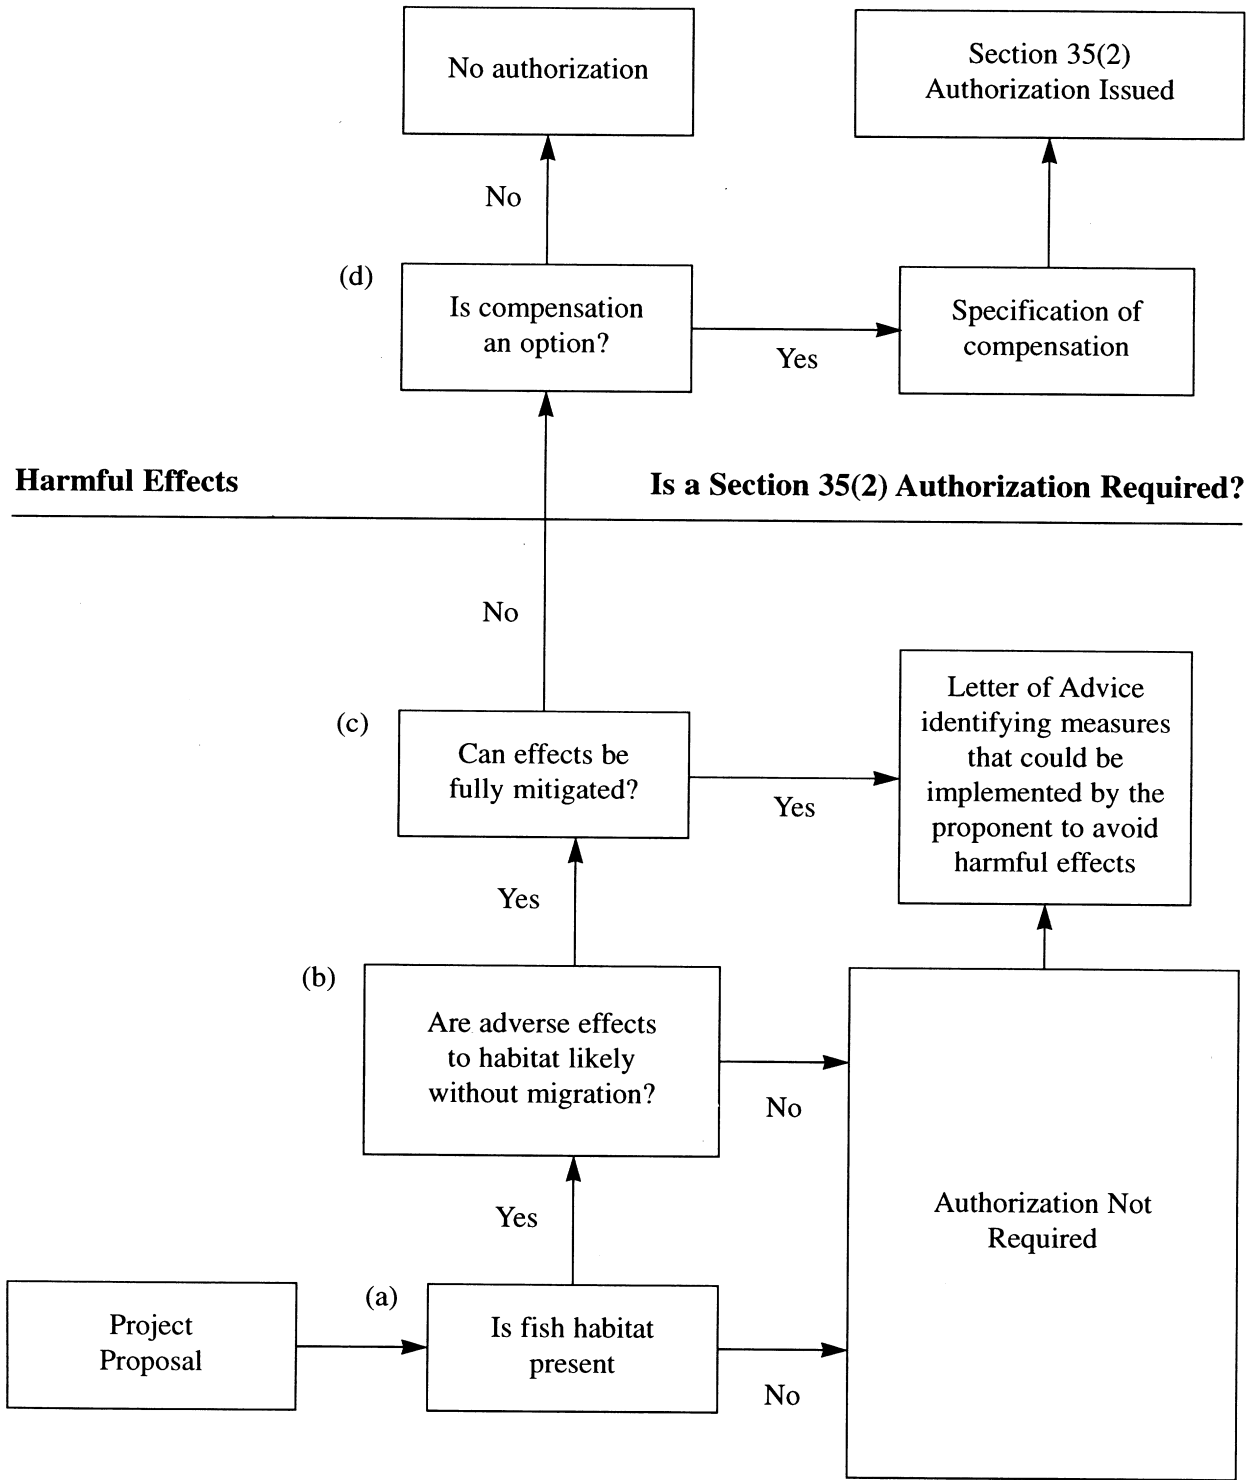 No authorization
Section 35(2)
Authorization Issued
No
(d)
Is compensation
an option?
Yes
Specification of
compensation
Harmful Effects
Is a Section 35(2) Authorization Required?
No
(c)
Can effects be
fully mitigated?
Yes
Letter of Advice
identifying measures
that could be
implemented by the
proponent to avoid
harmful effects
Yes
(b)
Are adverse effects
to habitat likely
without migration?
No
Authorization Not
Required
Yes
(a)
Project
Proposal
Is fish habitat
present
No